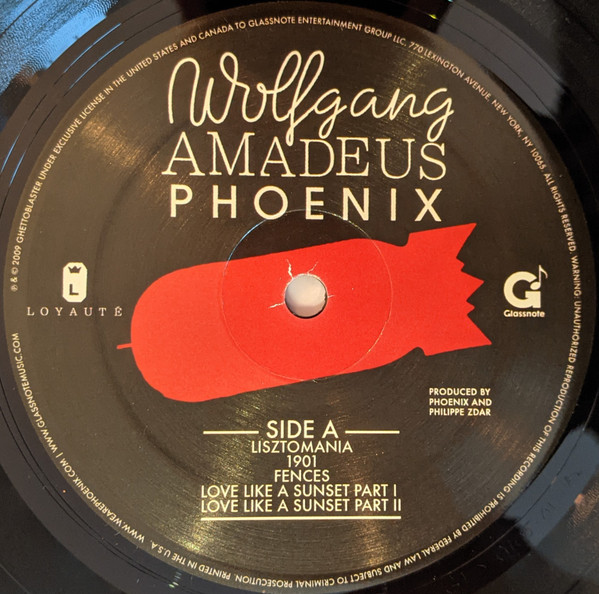 ℗ & © 2009 GHETTOBLASTER UNDER EXCLUSIVE LICENSE IN THE UNITED STATES AND CANADA TO GLASSNOTE ENTERTAINMENT GROUP LLC. 770 LEXINGTON AVENUE, NEW YORK, NY 10065. ALL RIGHTS RESERVED. WARNING: UNAUTHORIZED REPRODUCTION OF THIS RECORDING IS PROHIBITED BY FEDERAL LAW AND SUBJECT TO CRIMINAL PROSECUTION. PRINTED IN THE U.S.A. WWW.WEAREPHOENIX.COM | WWW.GLASSNOTEMUSIC.COM
Wolfgang
AMADEUS
PHOENIX
L
LOYAUTÉ
G
Glassnote
PRODUCED BY
PHOENIX AND
PHILIPPE ZDAR
SIDE A
LISZTOMANIA
1901
FENCES
LOVE LIKE A SUNSET PART I
LOVE LIKE A SUNSET PART II